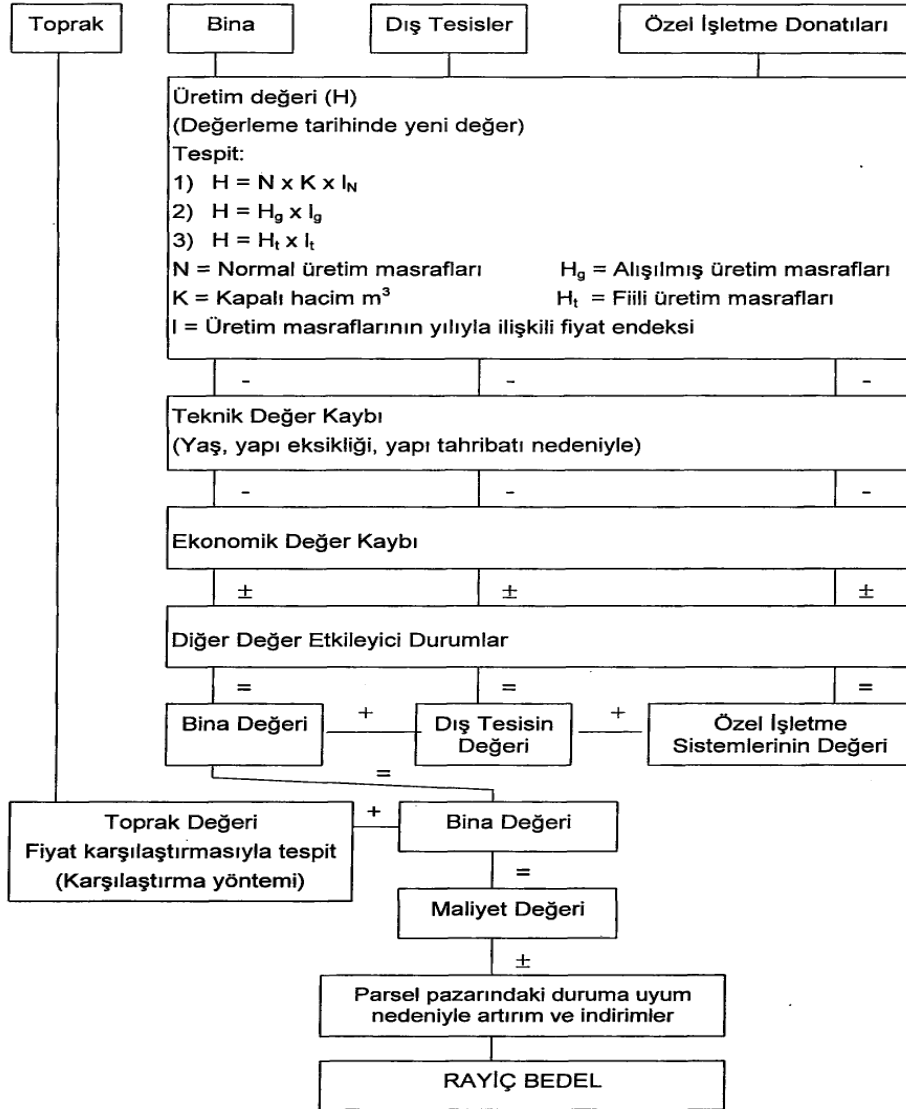 Toprak
Bina
Dış Tesisler
Özel İşletme Donatıları
Üretim değeri (H)
(Değerleme tarihinde yeni değer)
Tespit:
1) H = N x K x I_N
2) H = H_g x I_g
3) H = H_t x I_t
N = Normal üretim masrafları H_g = Alışılmış üretim masrafları
K = Kapalı hacim m³ H_t = Fiili üretim masrafları
I = Üretim masraflarının yılıyla ilişkili fiyat endeksi
- - -
Teknik Değer Kaybı
(Yaş, yapı eksikliği, yapı tahribatı nedeniyle)
- - -
Ekonomik Değer Kaybı
± ± ±
Diğer Değer Etkileyici Durumlar
= = =
Bina Değeri
+
Dış Tesisin
Değeri
+
Özel İşletme
Sistemlerinin Değeri
=
Toprak Değeri
Fiyat karşılaştırmasıyla tespit
(Karşılaştırma yöntemi)
+
Bina Değeri
=
Maliyet Değeri
±
Parsel pazarındaki duruma uyum
nedeniyle artırım ve indirimler
RAYİÇ BEDEL